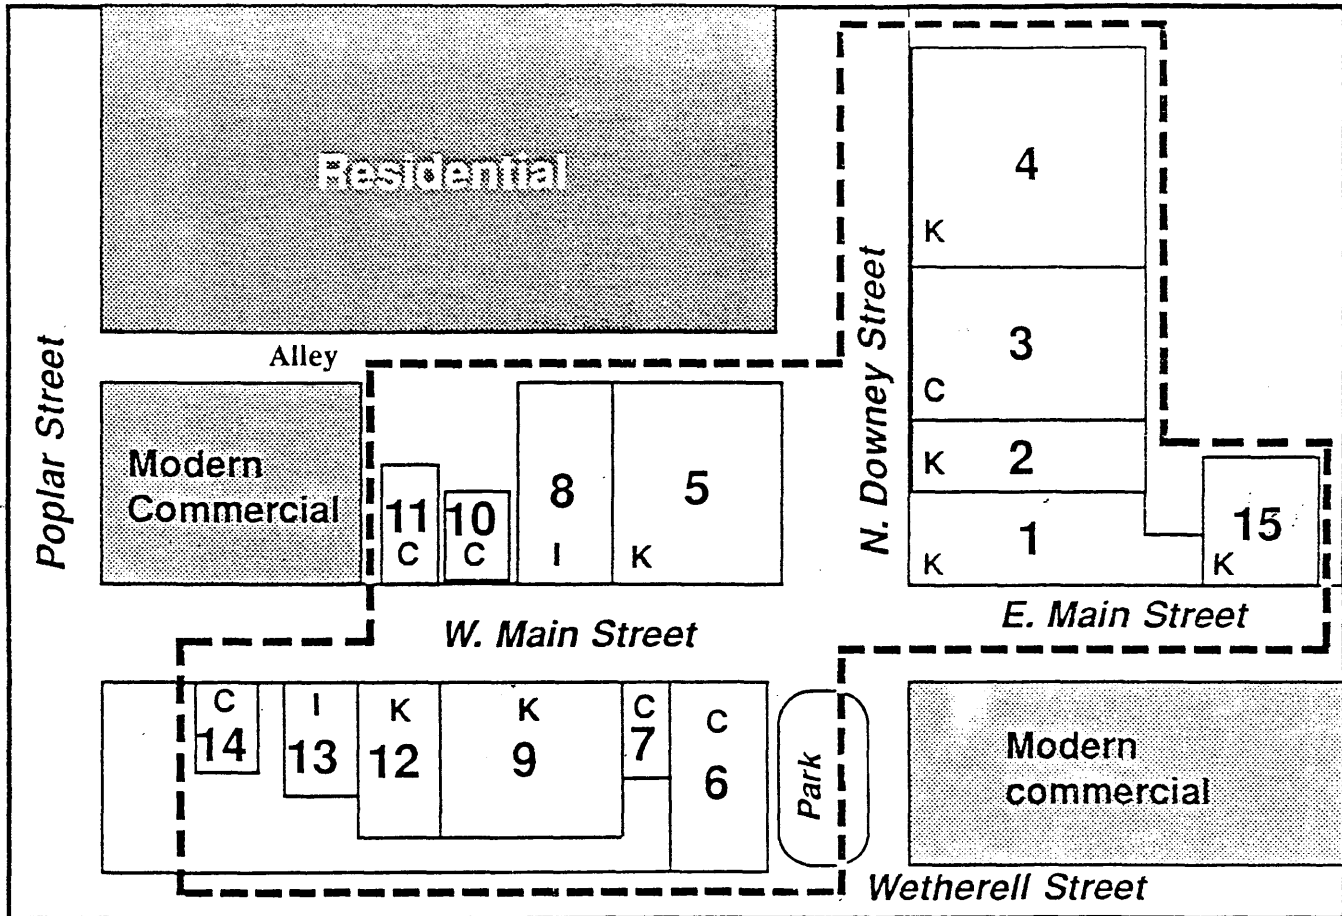 Residential
4
K
Poplar Street
Alley
N. Downey Street
3
C
Modern
Commercial
11
C
10
C
8
I
5
K
K
2
1
K
15
K
W. Main Street
E. Main Street
C
14
I
13
K
12
K
9
C
7
C
6
Park
Modern
commercial
Wetherell Street